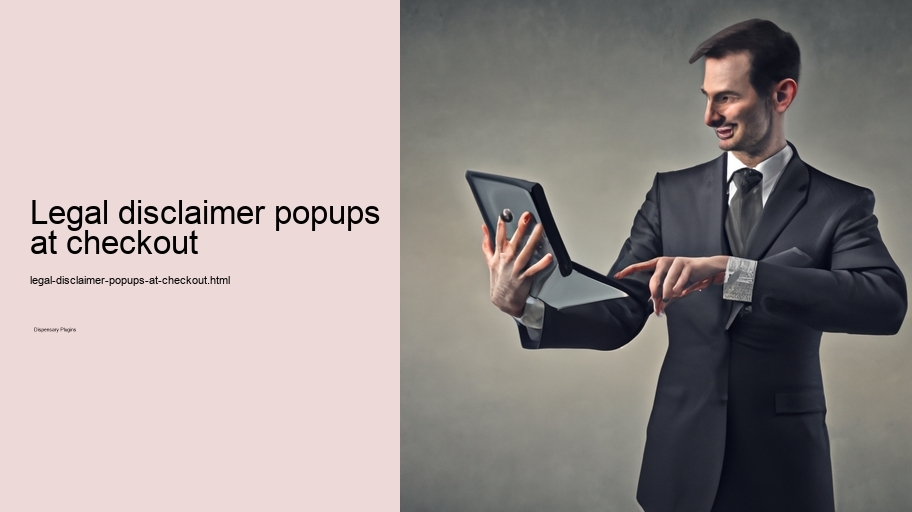 Legal disclaimer popups
at checkout
legal-disclaimer-popups-at-checkout.html
Dispensary Plugins